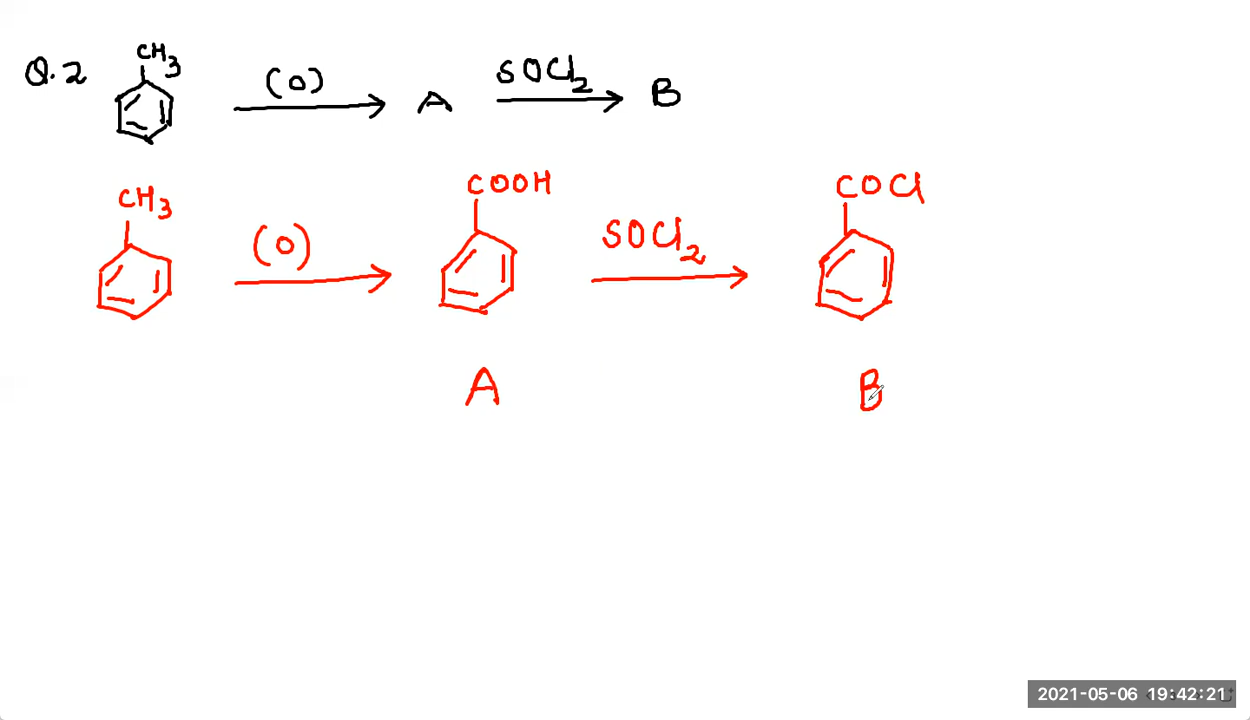 Q.2 CH3 (O) A SOCl2 B
CH3 (O) COOH SOCl2 COCl
A B
2021-05-06 19:42:21